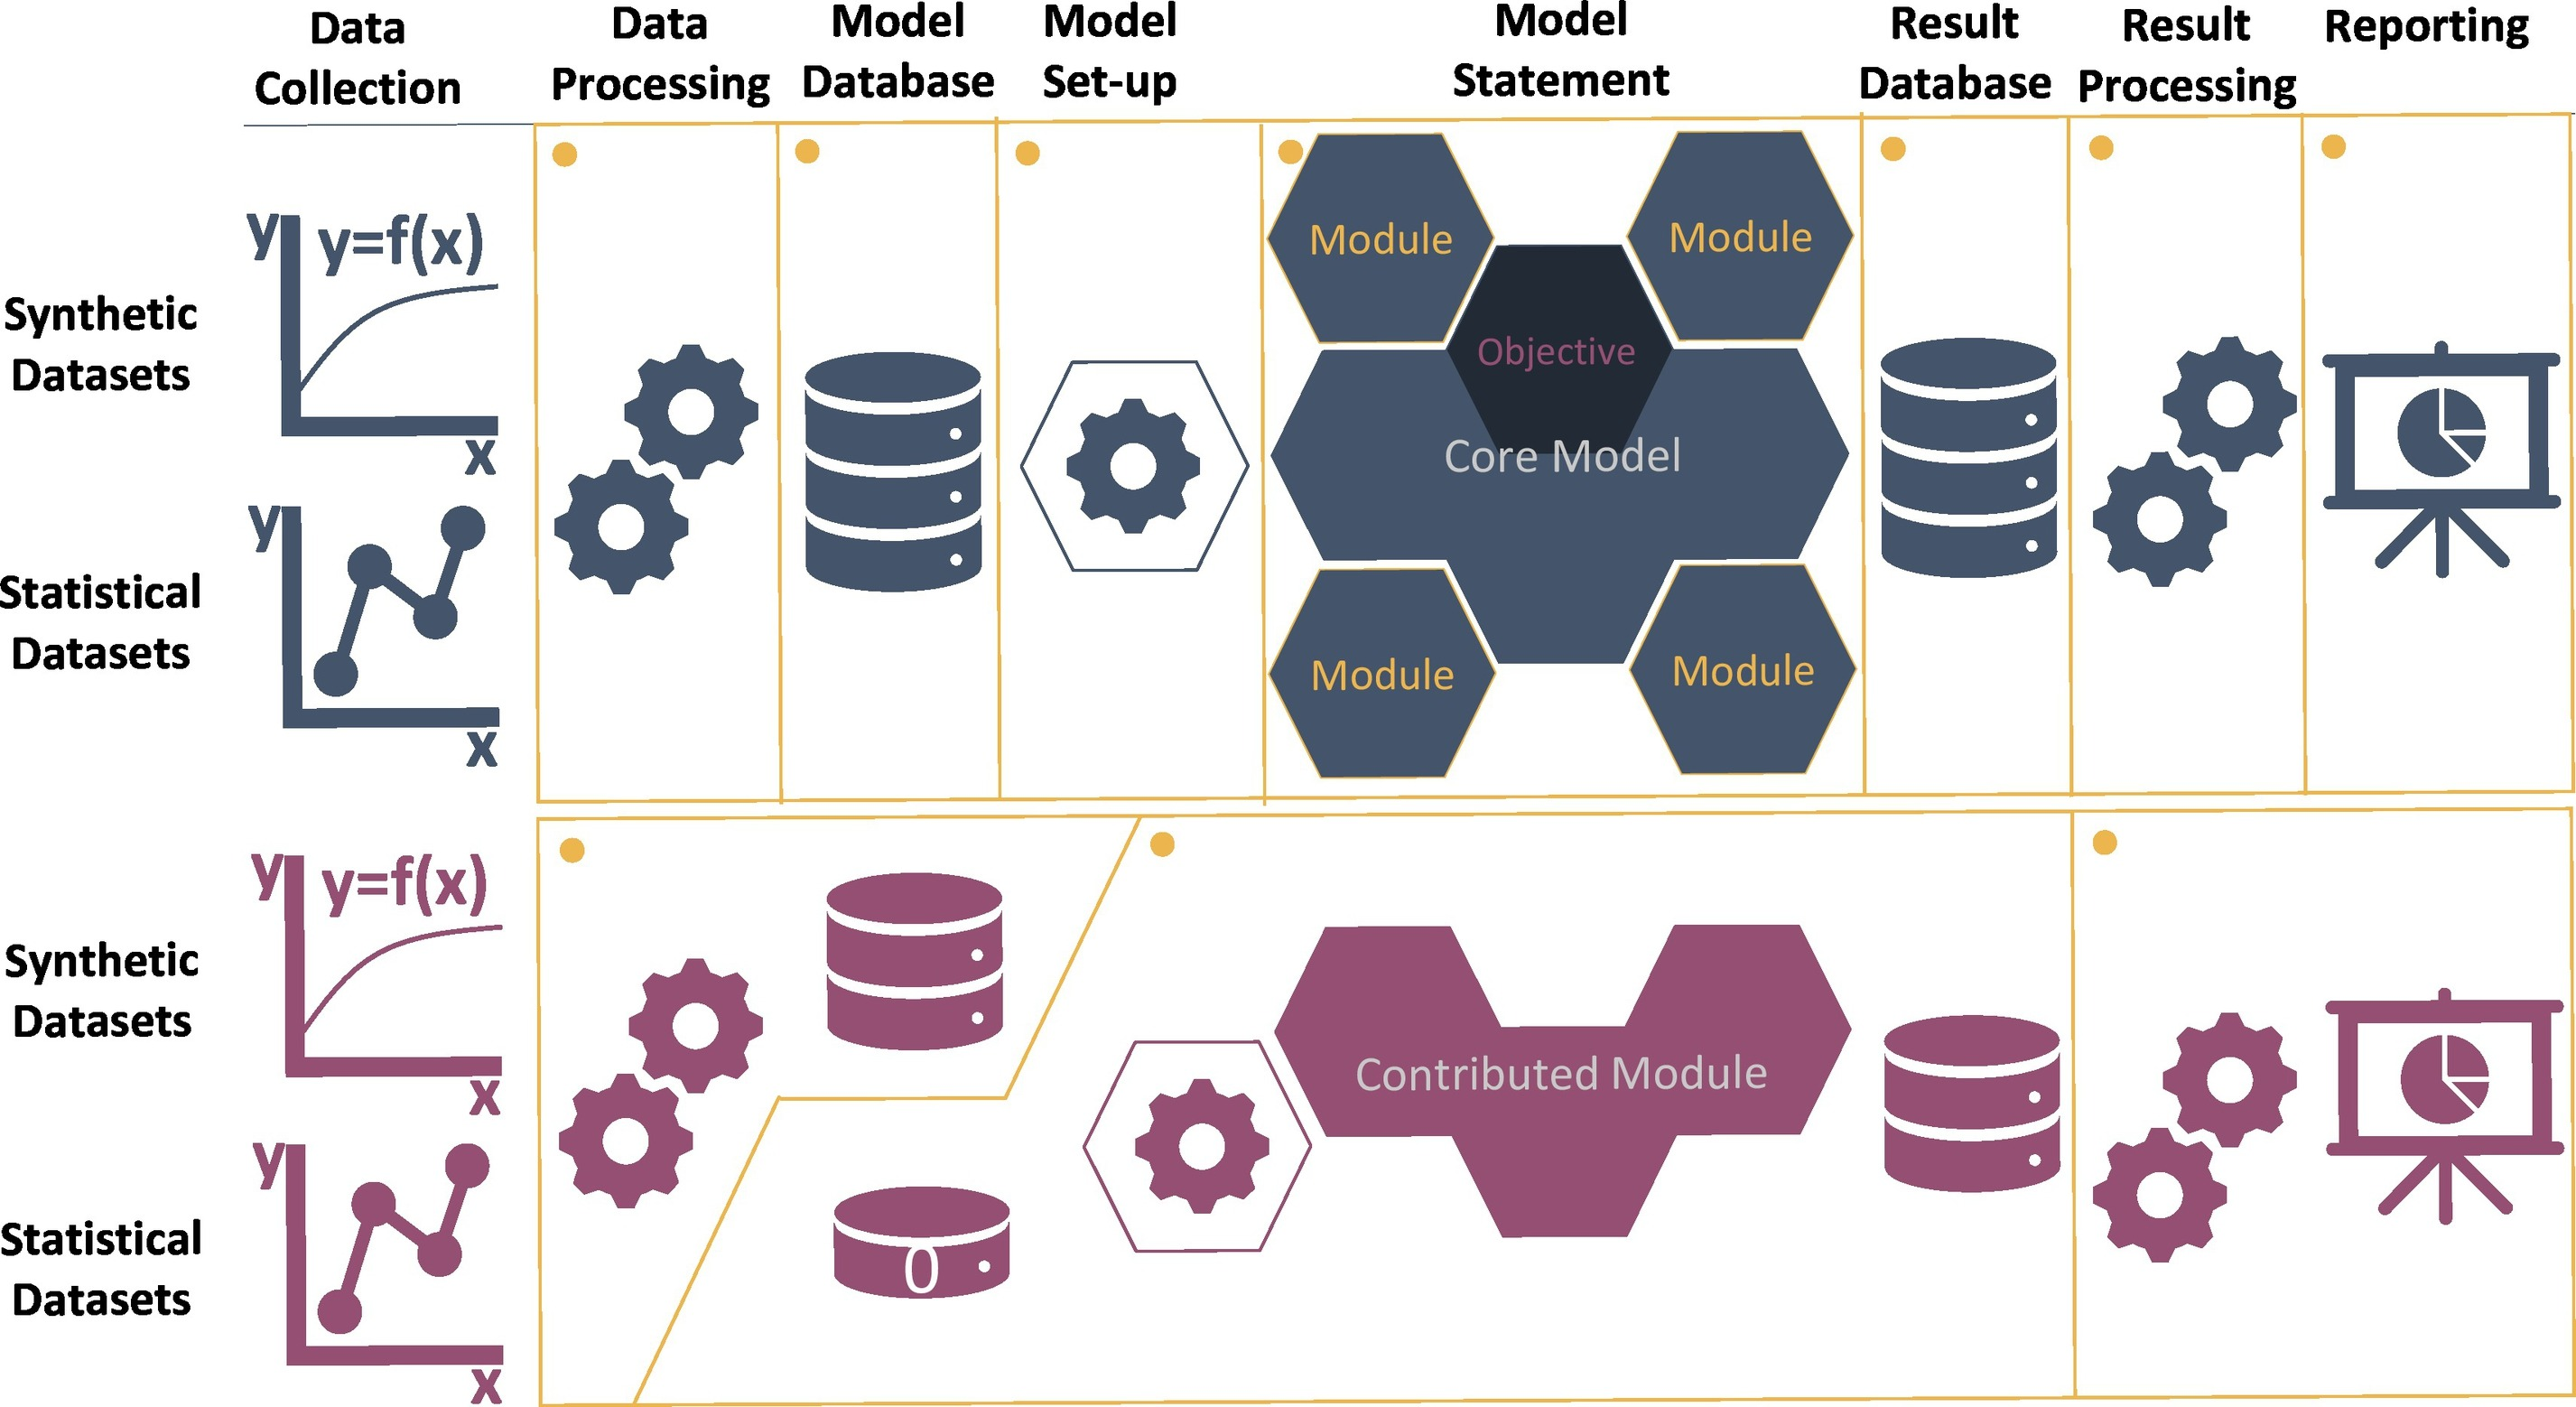 Data
Collection
Data
Processing
Model
Database
Model
Set-up
Model
Statement
Result
Database
Result
Processing
Reporting
Synthetic
Datasets
y
y=f(x)
x
Statistical
Datasets
y
x
Module
Module
Objective
Core Model
Module
Module
Synthetic
Datasets
y
y=f(x)
x
Statistical
Datasets
y
x
0
Contributed Module